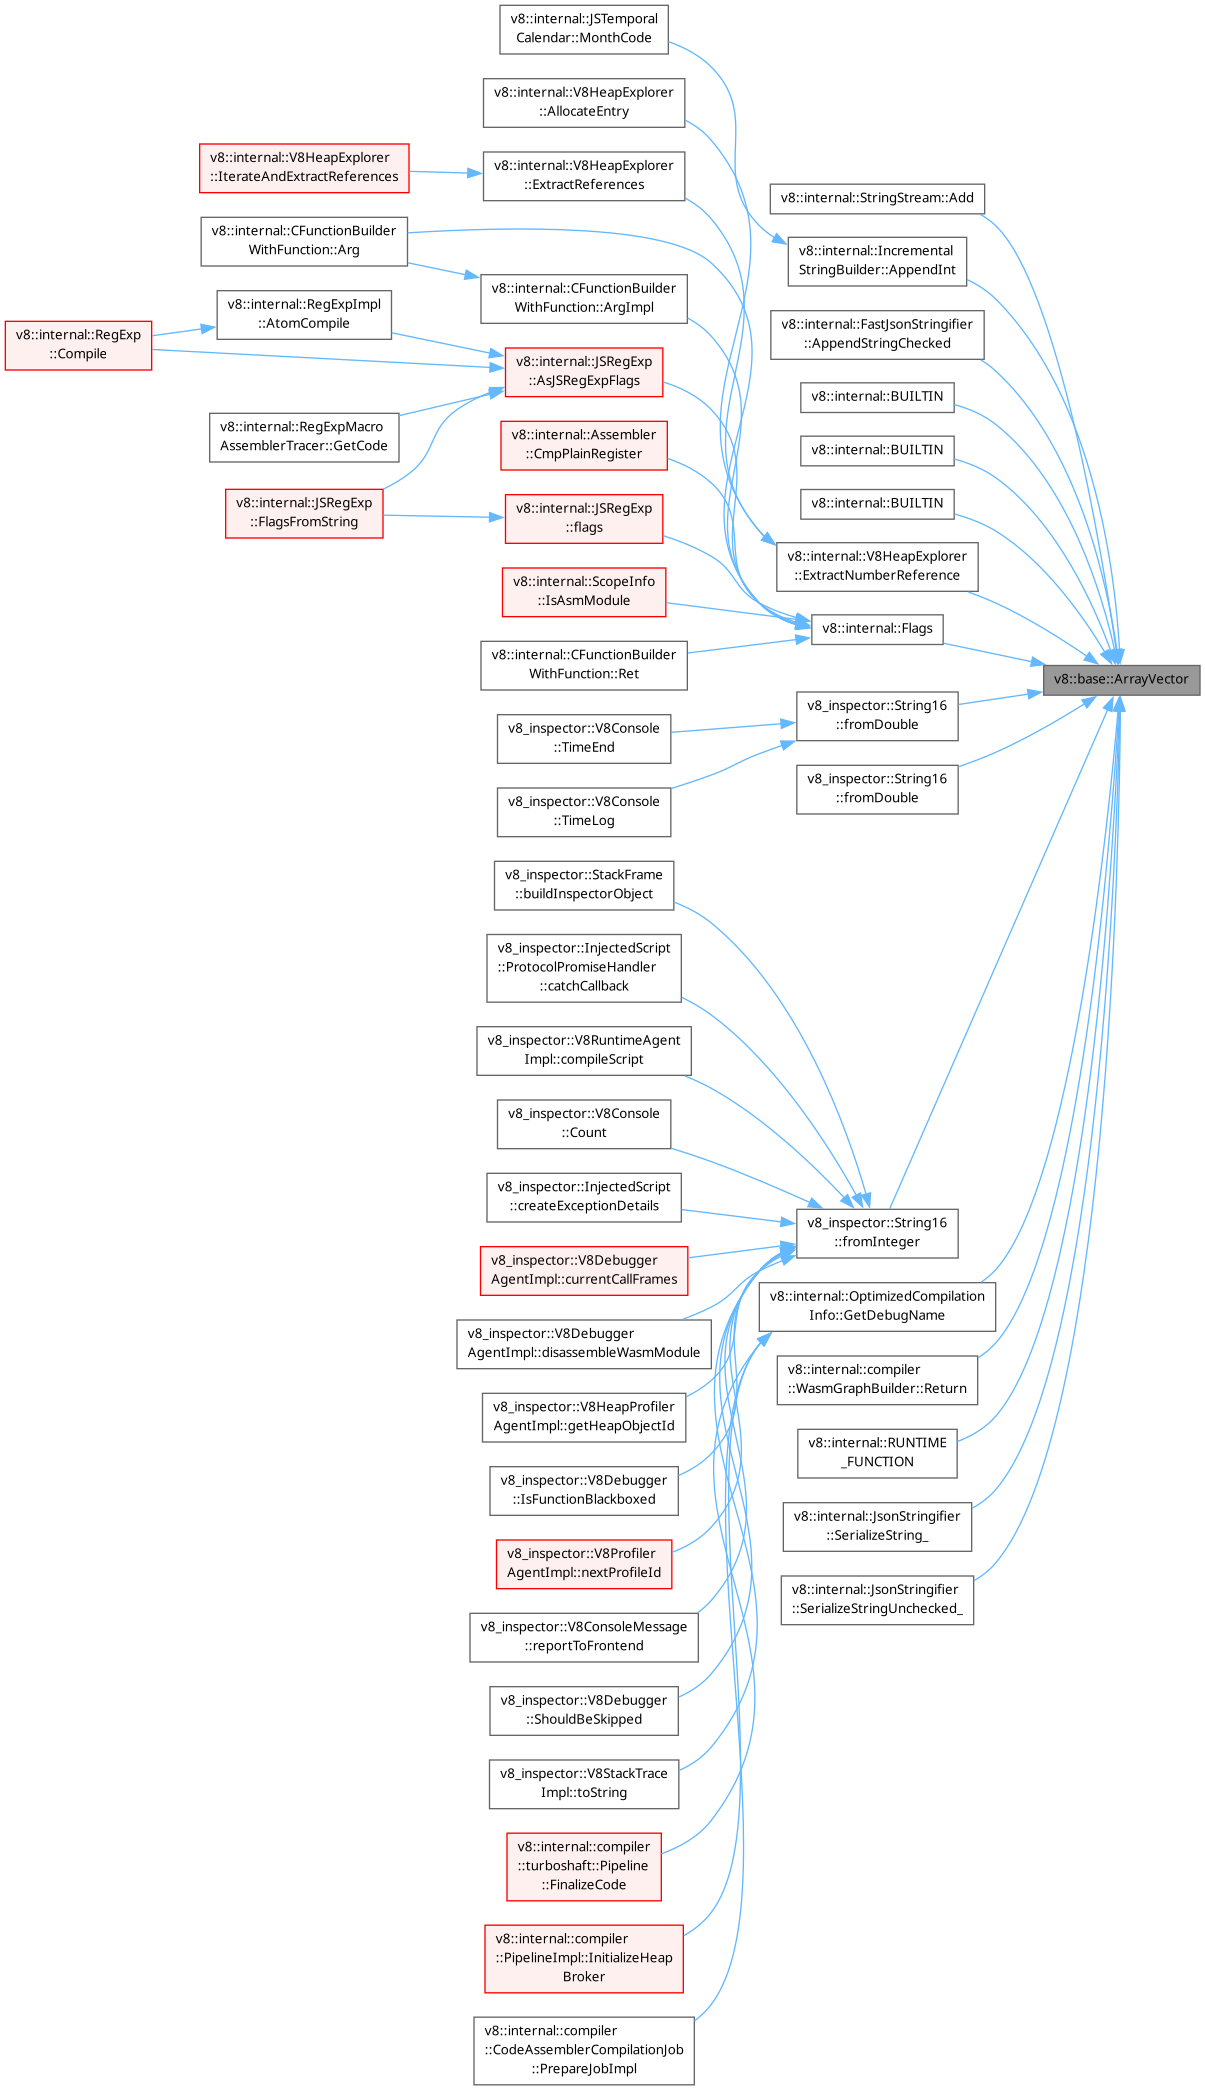 v8::internal::JSTemporal
Calendar::MonthCode
v8::internal::V8HeapExplorer
::AllocateEntry
v8::internal::V8HeapExplorer
::IterateAndExtractReferences
v8::internal::V8HeapExplorer
::ExtractReferences
v8::internal::StringStream::Add
v8::internal::CFunctionBuilder
WithFunction::Arg
v8::internal::Incremental
StringBuilder::AppendInt
v8::internal::CFunctionBuilder
WithFunction::ArgImpl
v8::internal::RegExpImpl
::AtomCompile
v8::internal::FastJsonStringifier
::AppendStringChecked
v8::internal::RegExp
::Compile
v8::internal::JSRegExp
::AsJSRegExpFlags
v8::internal::BUILTIN
v8::internal::RegExpMacro
AssemblerTracer::GetCode
v8::internal::Assembler
::CmpPlainRegister
v8::internal::BUILTIN
v8::internal::JSRegExp
::FlagsFromString
v8::internal::JSRegExp
::flags
v8::internal::BUILTIN
v8::internal::V8HeapExplorer
::ExtractNumberReference
v8::internal::ScopeInfo
::IsAsmModule
v8::internal::Flags
v8::internal::CFunctionBuilder
WithFunction::Ret
v8::base::ArrayVector
v8_inspector::String16
::fromDouble
v8_inspector::V8Console
::TimeEnd
v8_inspector::String16
::fromDouble
v8_inspector::V8Console
::TimeLog
v8_inspector::StackFrame
::buildInspectorObject
v8_inspector::InjectedScript
::ProtocolPromiseHandler
::catchCallback
v8_inspector::V8RuntimeAgent
Impl::compileScript
v8_inspector::V8Console
::Count
v8_inspector::InjectedScript
::createExceptionDetails
v8_inspector::String16
::fromInteger
v8_inspector::V8Debugger
AgentImpl::currentCallFrames
v8::internal::OptimizedCompilation
Info::GetDebugName
v8_inspector::V8Debugger
AgentImpl::disassembleWasmModule
v8::internal::compiler
::WasmGraphBuilder::Return
v8_inspector::V8HeapProfiler
AgentImpl::getHeapObjectId
v8::internal::RUNTIME
_FUNCTION
v8_inspector::V8Debugger
::IsFunctionBlackboxed
v8::internal::JsonStringifier
::SerializeString_
v8_inspector::V8Profiler
AgentImpl::nextProfileId
v8::internal::JsonStringifier
::SerializeStringUnchecked_
v8_inspector::V8ConsoleMessage
::reportToFrontend
v8_inspector::V8Debugger
::ShouldBeSkipped
v8_inspector::V8StackTrace
Impl::toString
v8::internal::compiler
::turboshaft::Pipeline
::FinalizeCode
v8::internal::compiler
::PipelineImpl::InitializeHeap
Broker
v8::internal::compiler
::CodeAssemblerCompilationJob
::PrepareJobImpl